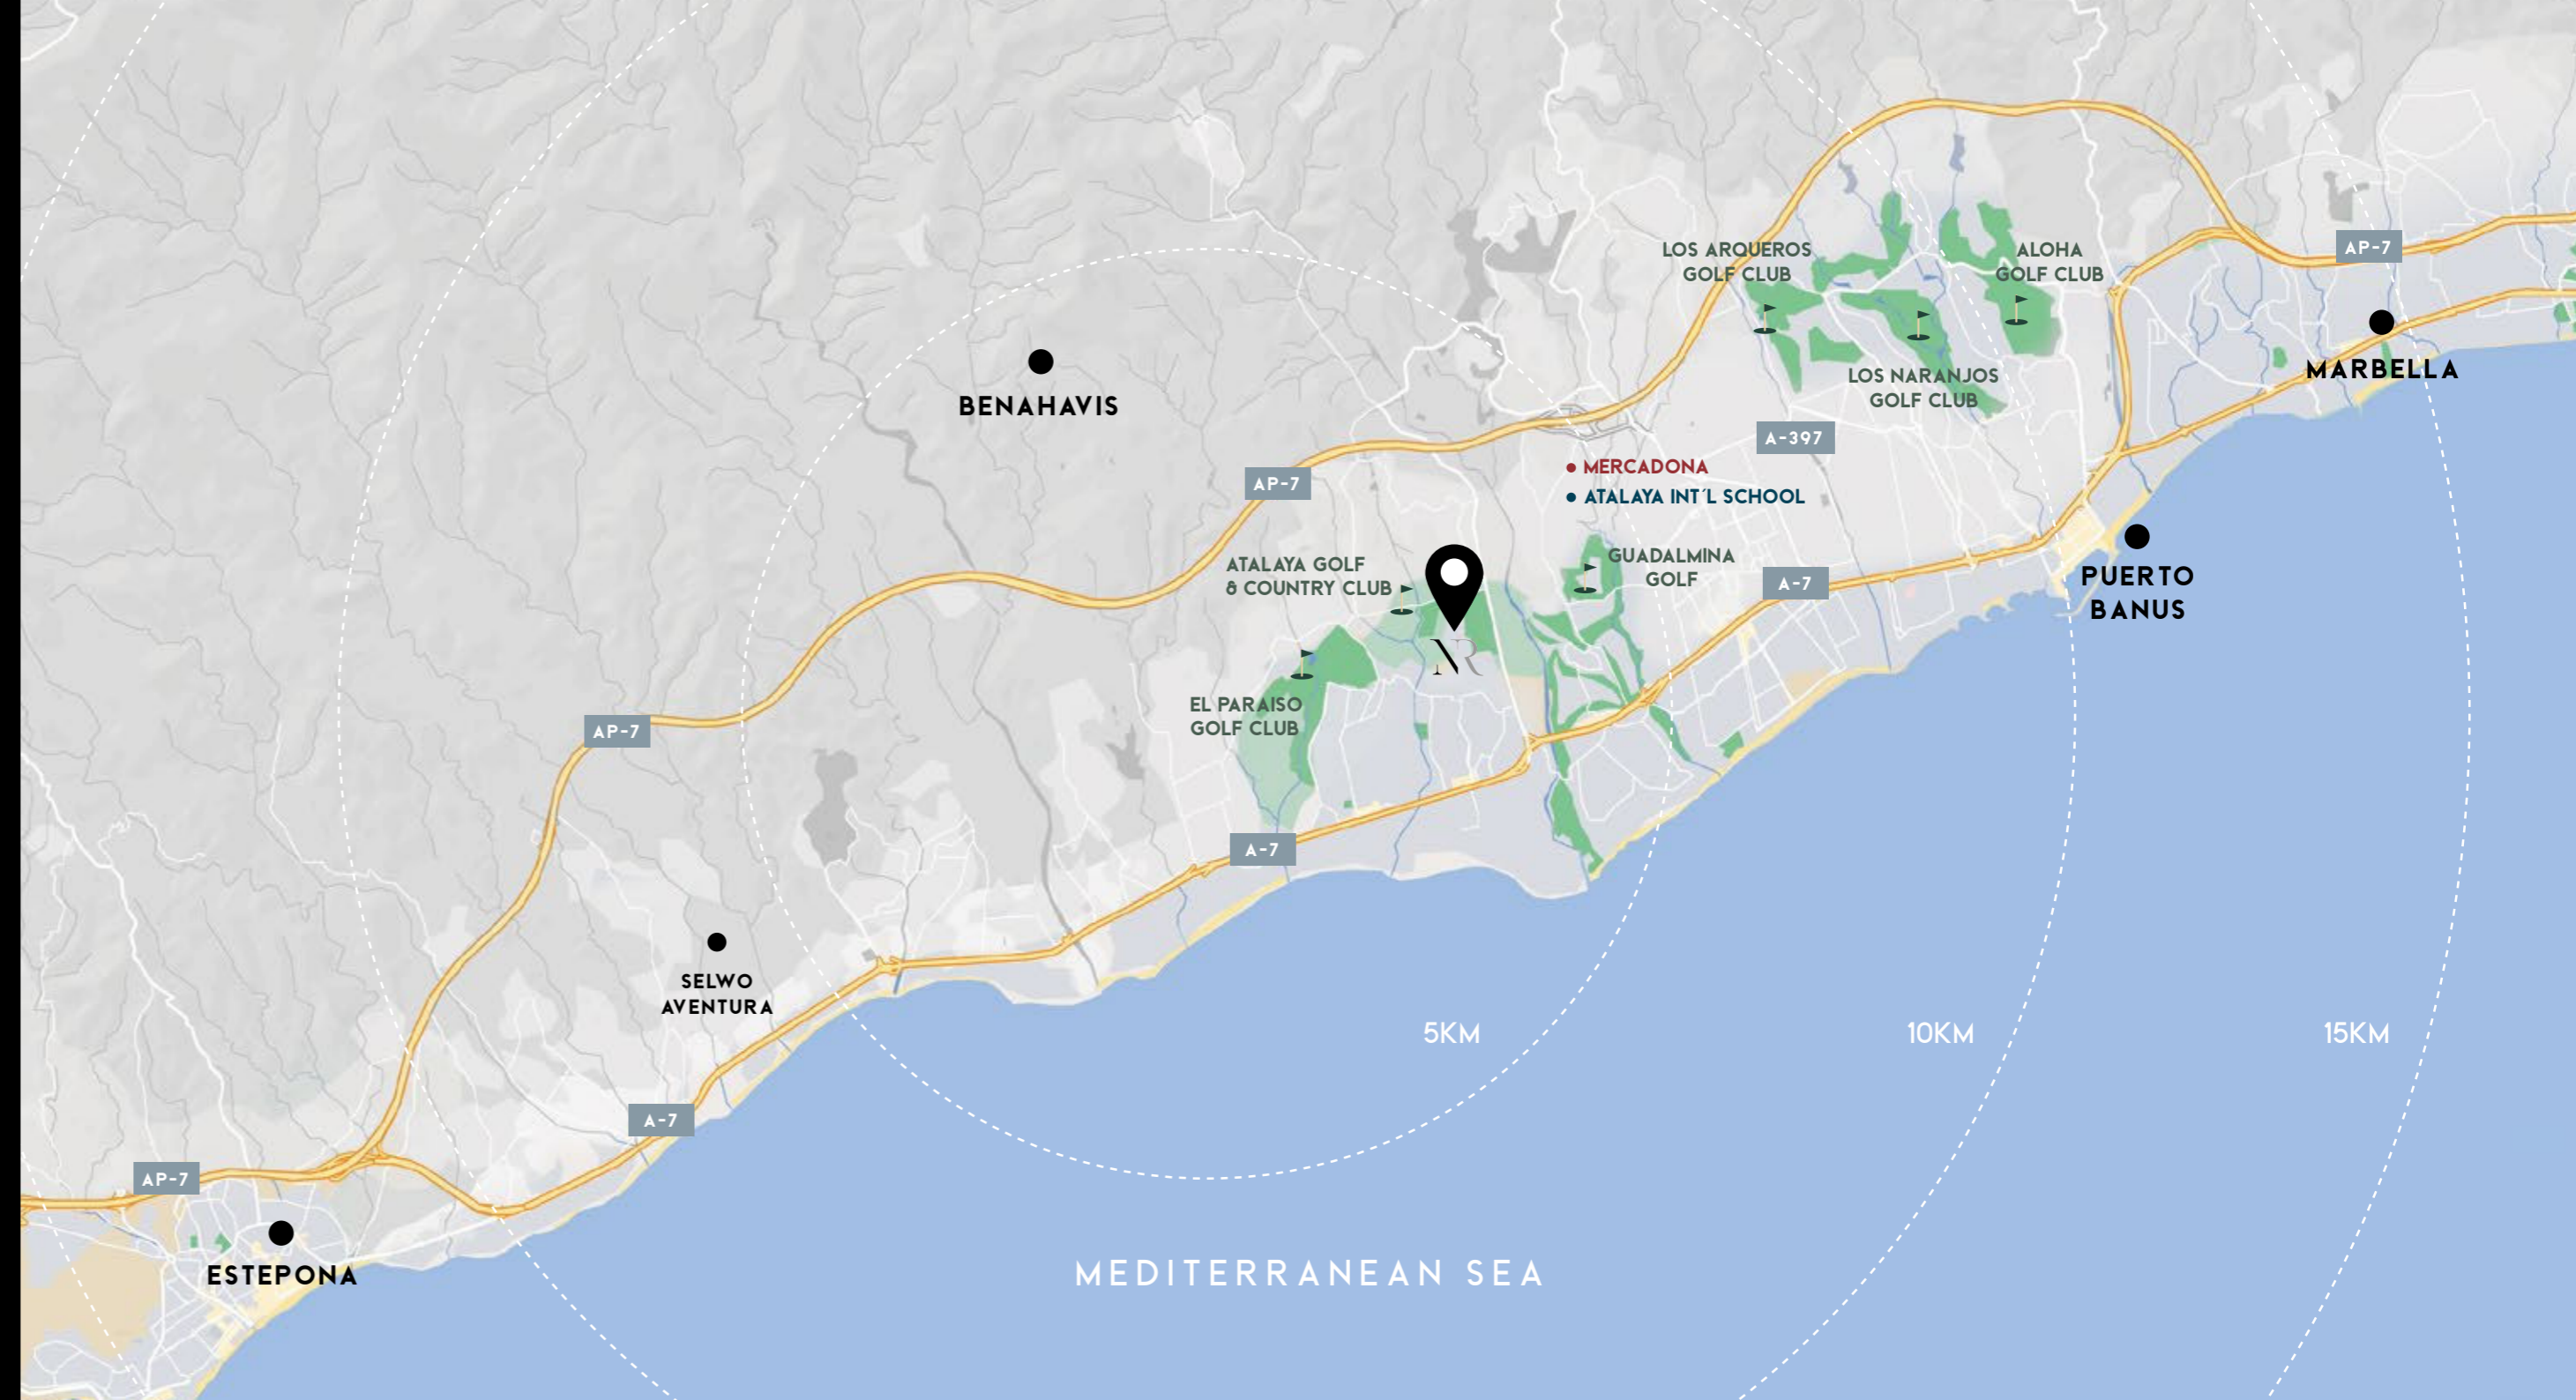 LOS ARQUEROS
GOLF CLUB
ALOHA
GOLF CLUB
AP-7
MARBELLA
BENAHAVIS
LOS NARANJOS
GOLF CLUB
A-397
MERCADONA
ATALAYA INT´L SCHOOL
AP-7
ATALAYA GOLF
& COUNTRY CLUB
GUADALMINA
GOLF
A-7
PUERTO
BANUS
NR
EL PARAISO
GOLF CLUB
AP-7
A-7
SELWO
AVENTURA
5KM
10KM
15KM
A-7
AP-7
ESTEPONA
MEDITERRANEAN SEA